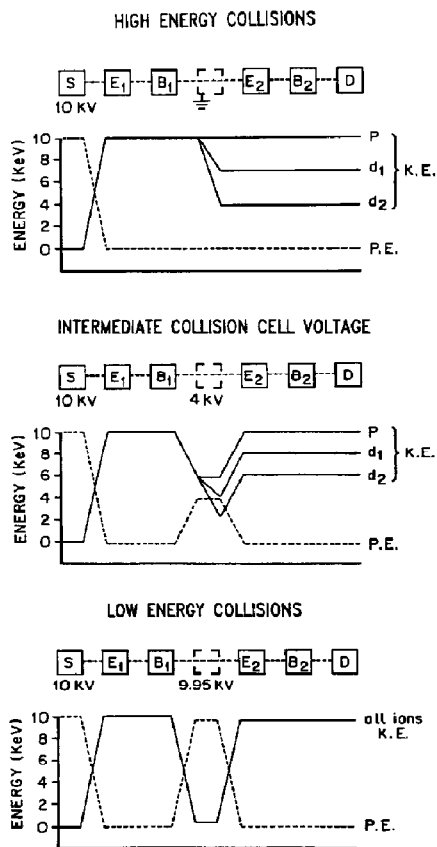 HIGH ENERGY COLLISIONS
S E1 B1 E2 B2 D
10 KV
ENERGY (KeV)
10
8
6
4
2
0
P
d1
d2
K.E.
P.E.
INTERMEDIATE COLLISION CELL VOLTAGE
S E1 B1 E2 B2 D
10 KV 4 KV
ENERGY (KeV)
10
8
6
4
2
0
P
d1
d2
K.E.
P.E.
LOW ENERGY COLLISIONS
S E1 B1 E2 B2 D
10 KV 9.95 KV
ENERGY (KeV)
10
8
6
4
2
0
all ions
K.E.
P.E.